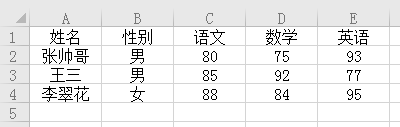 A B C D E
1 姓名 性别 语文 数学 英语
2 张帅哥 男 80 75 93
3 王三 男 85 92 77
4 李翠花 女 88 84 95
5